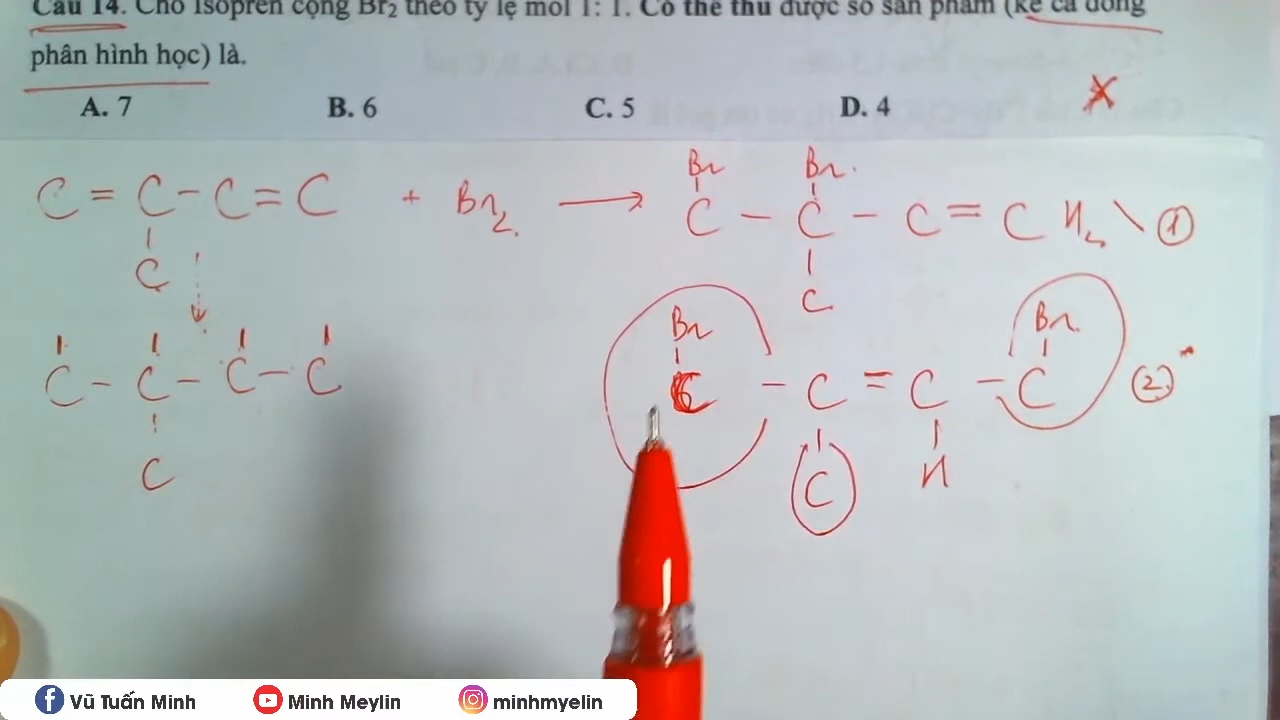 Câu 14. Cho Isopren cộng Br₂ theo tỷ lệ mol 1: 1. Có thể thu được số sản phẩm (kể cả đồng
phân hình học) là.
A. 7 B. 6 C. 5 D. 4
Br Br.
C = C - C = C + Br₂. → C - C - C = C H₂ \ ①
C C
Br Br.
C - C - C - C C - C = C - C ②
C C H
Vũ Tuấn Minh Minh Meylin minhmyelin